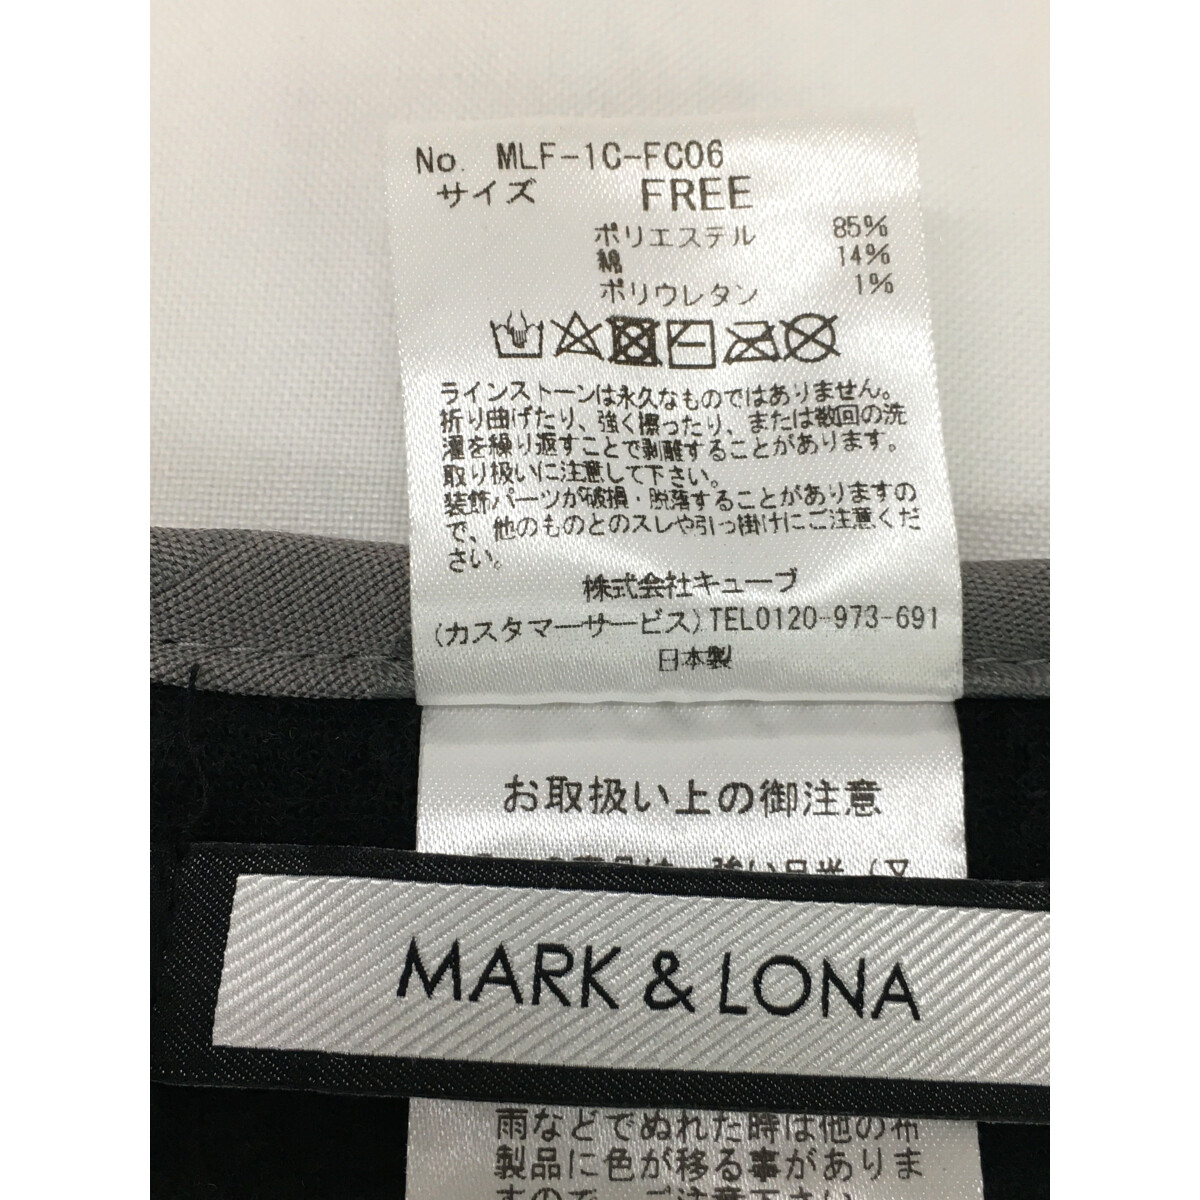 No. MLF-1C-FC06
サイズ FREE
ポリエステル 85%
綿 14%
ポリウレタン 1%
ラインストーンは永久なものではありません。
折り曲げたり、強く擦ったり、または数回の洗
濯を繰り返すことで剥離することがあります。
取り扱いに注意して下さい。
装飾パーツが破損・脱落することがありますの
で、他のものとのスレや引っ掛けにご注意くだ
さい。
株式会社キューブ
(カスタマーサービス)TEL0120-973-691
日本製
お取扱い上の御注意
MARK & LONA
雨などでぬれた時は他の布
製品に色が移る事がありま
すので、ご注意下さい